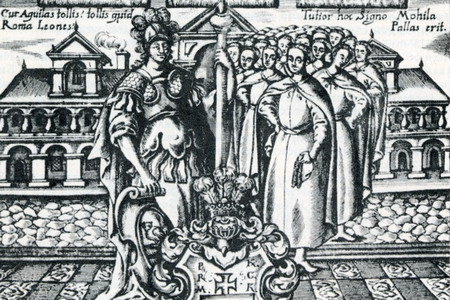 Cur Aquilas tollis? tollis quid
Roma Leones?
Tutior hoc Signo Mohila
Pallas erit.